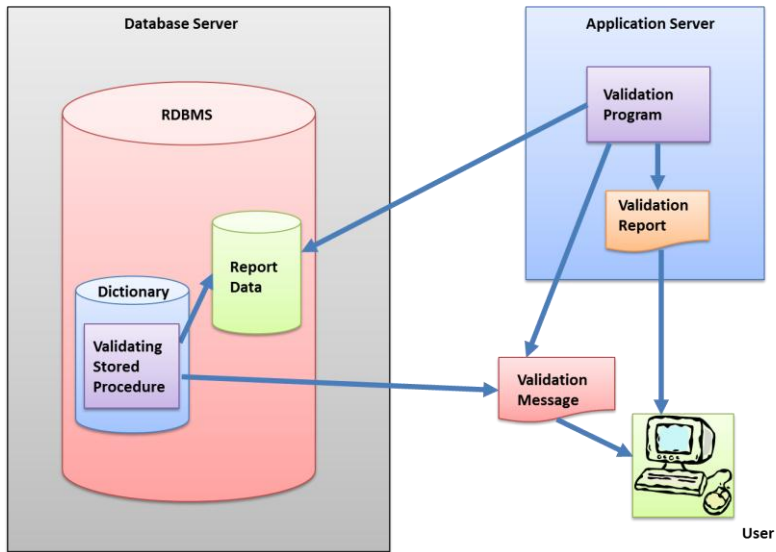 Database Server
RDBMS
Report
Data
Dictionary
Validating
Stored
Procedure
Application Server
Validation
Program
Validation
Report
Validation
Message
User